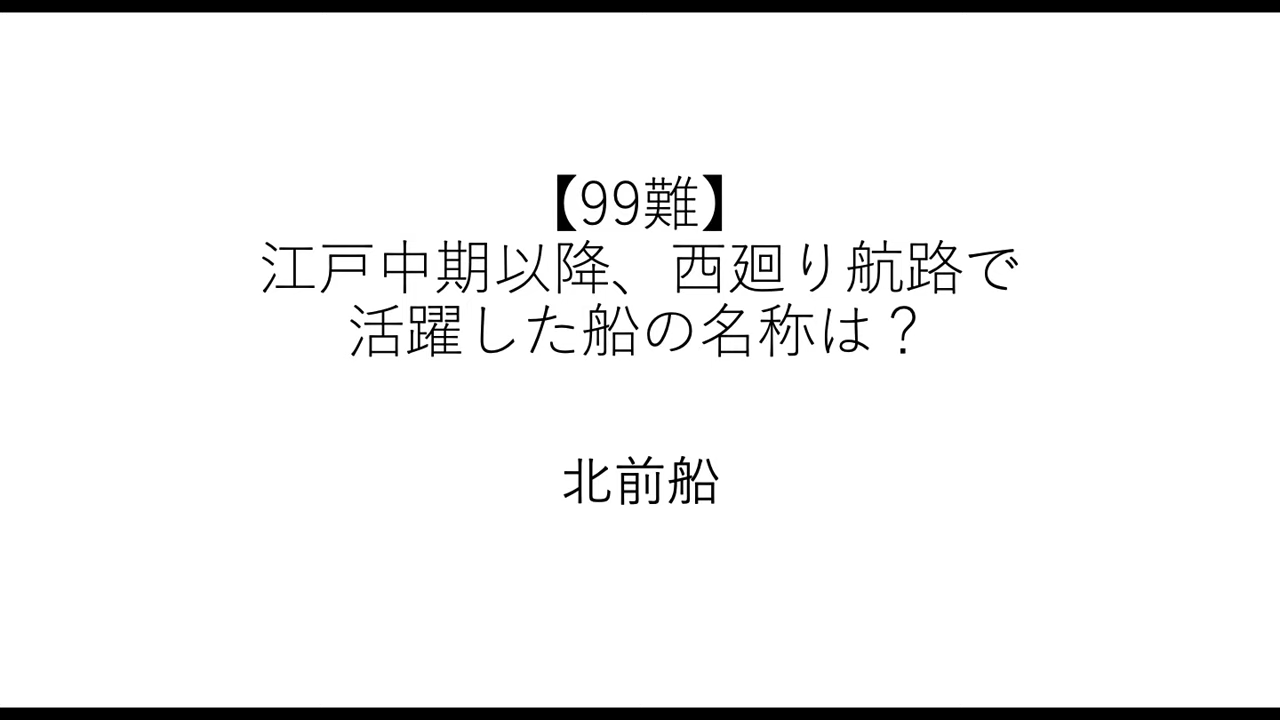 【99難】
江戸中期以降、西廻り航路で
活躍した船の名称は？
北前船